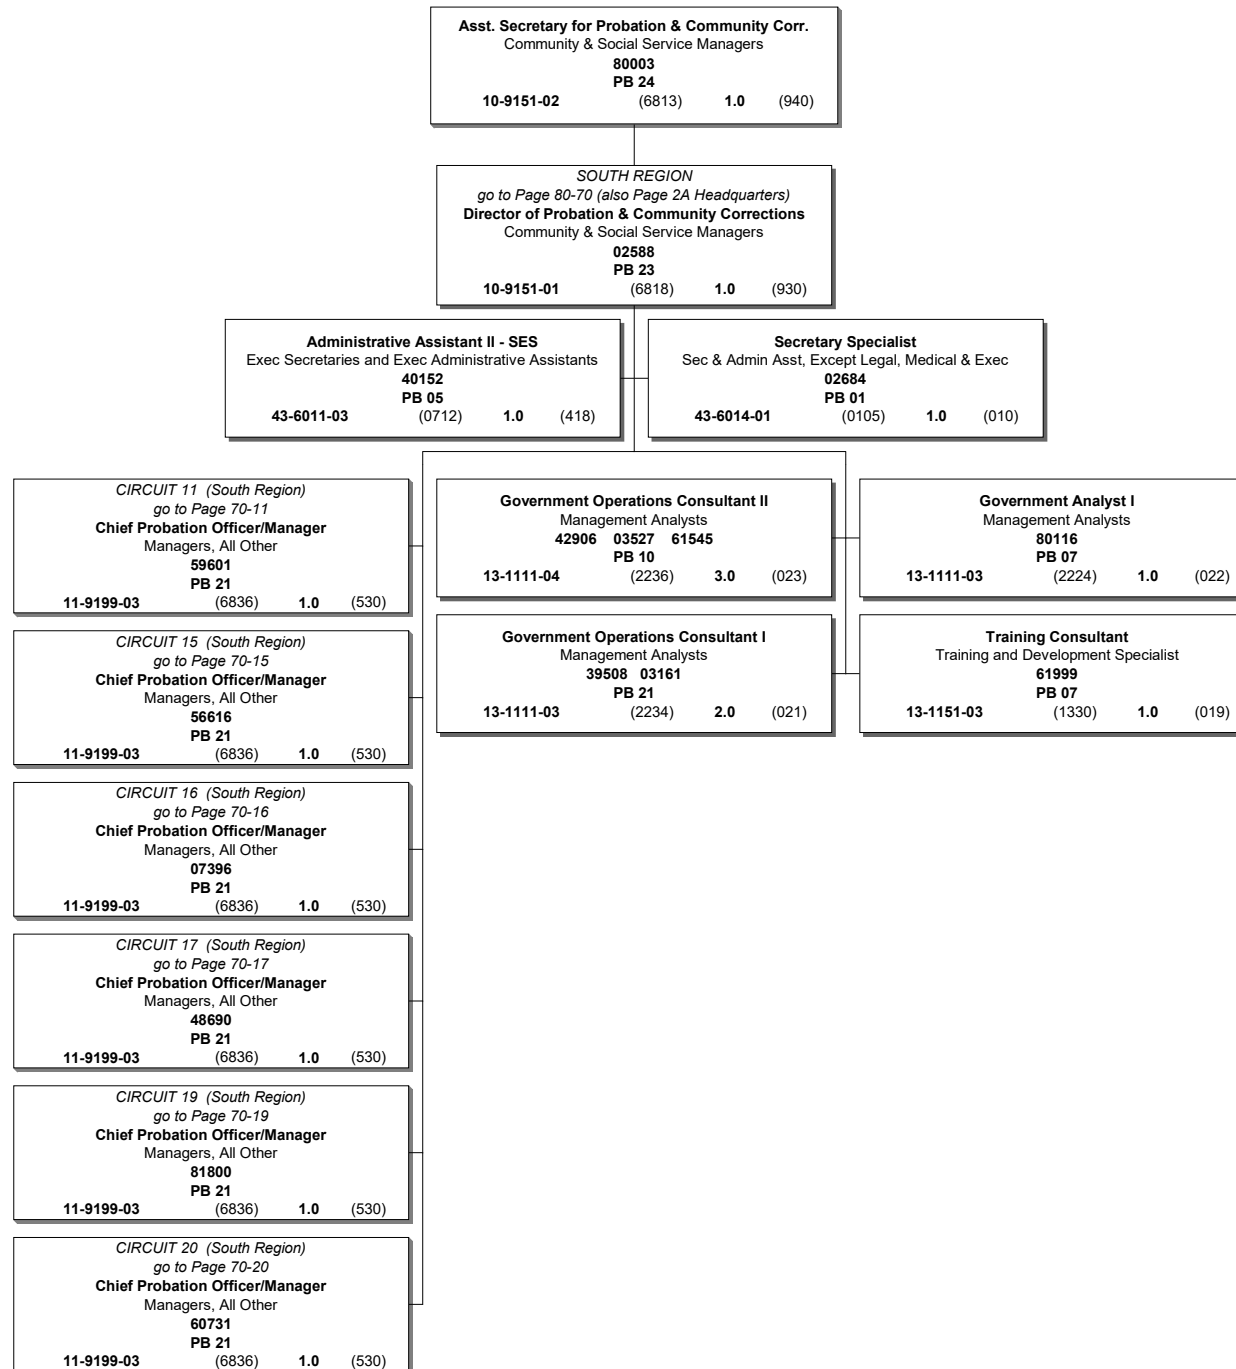 Asst. Secretary for Probation & Community Corr.
Community & Social Service Managers
80003
PB 24
10-9151-02 (6813) 1.0 (940)
SOUTH REGION
go to Page 80-70 (also Page 2A Headquarters)
Director of Probation & Community Corrections
Community & Social Service Managers
02588
PB 23
10-9151-01 (6818) 1.0 (930)
Administrative Assistant II - SES
Exec Secretaries and Exec Administrative Assistants
40152
PB 05
43-6011-03 (0712) 1.0 (418)
Secretary Specialist
Sec & Admin Asst, Except Legal, Medical & Exec
02684
PB 01
43-6014-01 (0105) 1.0 (010)
CIRCUIT 11 (South Region)
go to Page 70-11
Chief Probation Officer/Manager
Managers, All Other
59601
PB 21
11-9199-03 (6836) 1.0 (530)
Government Operations Consultant II
Management Analysts
42906 03527 61545
PB 10
13-1111-04 (2236) 3.0 (023)
Government Analyst I
Management Analysts
80116
PB 07
13-1111-03 (2224) 1.0 (022)
CIRCUIT 15 (South Region)
go to Page 70-15
Chief Probation Officer/Manager
Managers, All Other
56616
PB 21
11-9199-03 (6836) 1.0 (530)
Government Operations Consultant I
Management Analysts
39508 03161
PB 21
13-1111-03 (2234) 2.0 (021)
Training Consultant
Training and Development Specialist
61999
PB 07
13-1151-03 (1330) 1.0 (019)
CIRCUIT 16 (South Region)
go to Page 70-16
Chief Probation Officer/Manager
Managers, All Other
07396
PB 21
11-9199-03 (6836) 1.0 (530)
CIRCUIT 17 (South Region)
go to Page 70-17
Chief Probation Officer/Manager
Managers, All Other
48690
PB 21
11-9199-03 (6836) 1.0 (530)
CIRCUIT 19 (South Region)
go to Page 70-19
Chief Probation Officer/Manager
Managers, All Other
81800
PB 21
11-9199-03 (6836) 1.0 (530)
CIRCUIT 20 (South Region)
go to Page 70-20
Chief Probation Officer/Manager
Managers, All Other
60731
PB 21
11-9199-03 (6836) 1.0 (530)